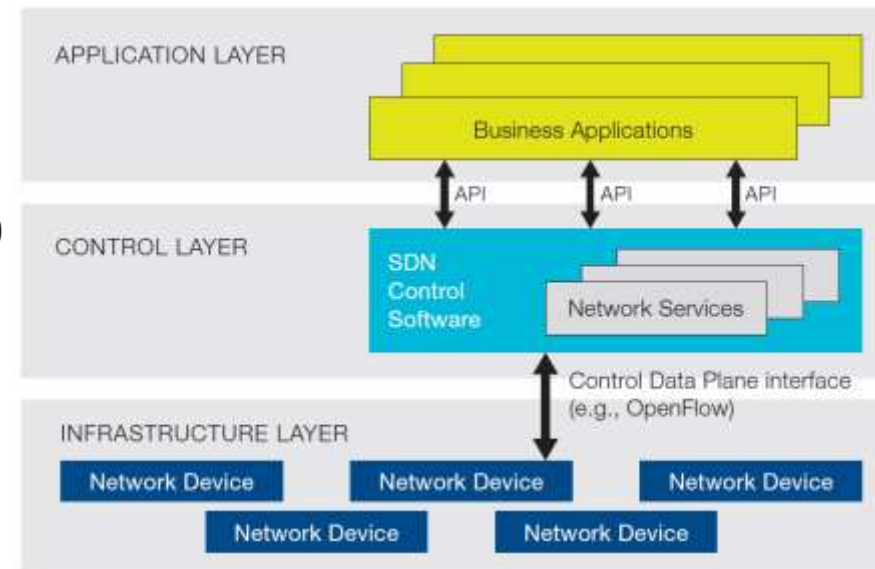 APPLICATION LAYER
Business Applications
API
API
API
)
CONTROL LAYER
SDN
Control
Software
Network Services
Control Data Plane interface
(e.g., OpenFlow)
INFRASTRUCTURE LAYER
Network Device
Network Device
Network Device
Network Device
Network Device